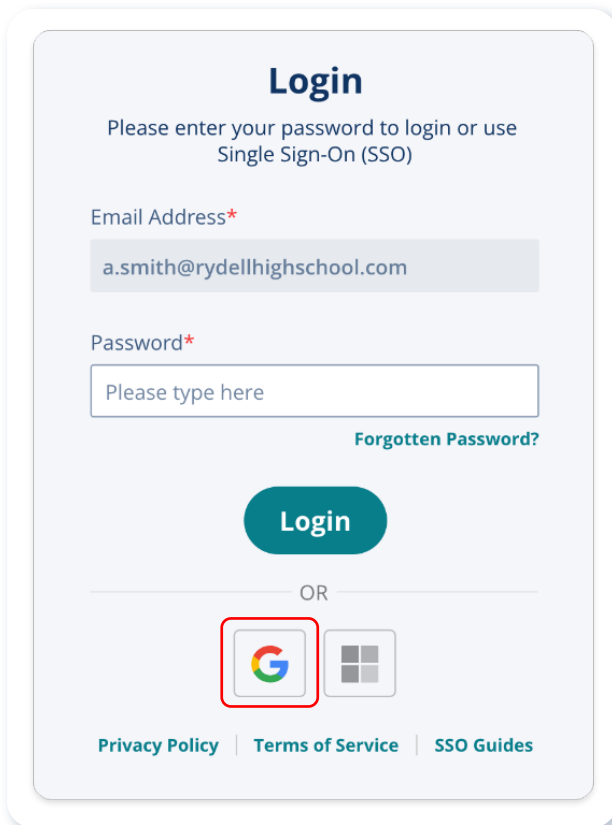 Login
Please enter your password to login or use
Single Sign-On (SSO)
Email Address*
a.smith@rydellhighschool.com
Password*
Please type here
Forgotten Password?
Login
OR
Privacy Policy | Terms of Service | SSO Guides